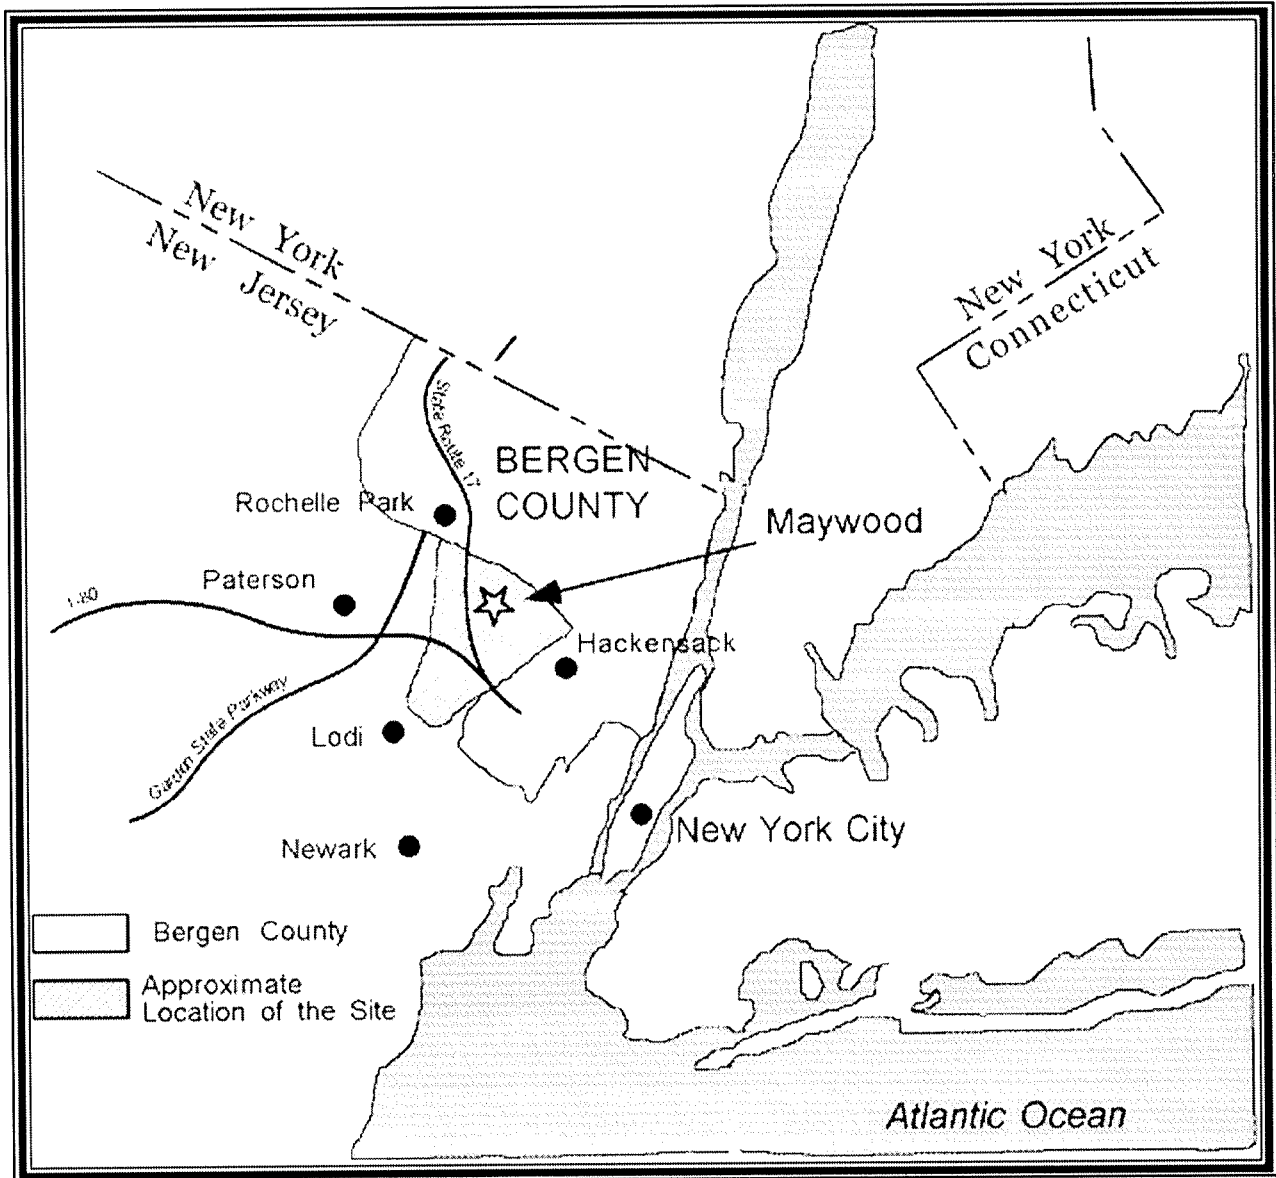 New York
New Jersey
New York
Connecticut
State Route 17
BERGEN
COUNTY
Rochelle Park
Maywood
Paterson
I-80
Hackensack
Garden State Parkway
Lodi
New York City
Newark
Bergen County
Approximate
Location of the Site
Atlantic Ocean